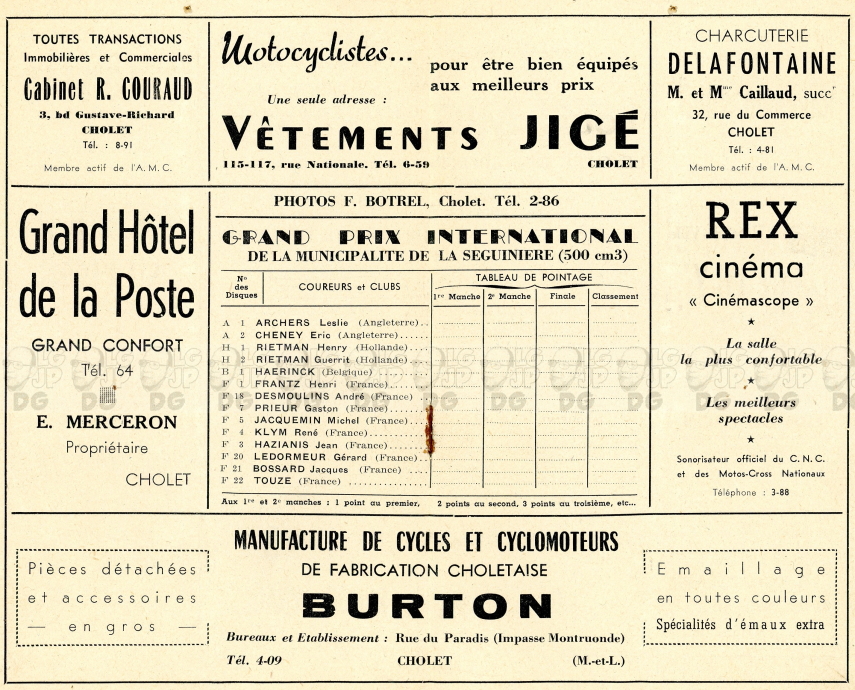 TOUTES TRANSACTIONS
Immobilières et Commerciales
Cabinet R. COURAUD
3, bd Gustave-Richard
CHOLET
Tél. : 8-91
Membre actif de l'A. M. C.
Motocyclistes...
pour être bien équipés
aux meilleurs prix
Une seule adresse :
VÊTEMENTS JIGÉ
115-117, rue Nationale. Tél. 6-59 CHOLET
CHARCUTERIE
DELAFONTAINE
M. et Mme Caillaud, succr
32, rue du Commerce
CHOLET
Tél. : 4-81
Membre actif de l'A. M. C.
Grand Hôtel
de la Poste
GRAND CONFORT
Tél. 64
E. MERCERON
Propriétaire
CHOLET
PHOTOS F. BOTREL, Cholet. Tél. 2-86
GRAND PRIX INTERNATIONAL
DE LA MUNICIPALITE DE LA SEGUINIERE (500 cm3)
Nos des Disques
COUREURS et CLUBS
TABLEAU DE POINTAGE
1re Manche 2e Manche Finale Classement
A 1 ARCHERS Leslie (Angleterre)..
A 2 CHENEY Eric (Angleterre)......
H 1 RIETMAN Henry (Hollande)....
H 2 RIETMAN Guerrit (Hollande)...
B 1 HAERINCK (Belgique)..........
F 1 FRANTZ Henri (France)........
F 18 DESMOULINS André (France)..
F 7 PRIEUR Gaston (France).......
F 5 JACQUEMIN Michel (France)...
F 4 KLYM René (France)..........
F 3 HAZIANIS Jean (France).......
F 20 LEDORMEUR Gérard (France)..
F 21 BOSSARD Jacques (France)....
F 22 TOUZE (France) ..............
Aux 1re et 2e manches : 1 point au premier, 2 points au second, 3 points au troisième, etc...
REX
cinéma
« Cinémascope »
La salle
la plus confortable
Les meilleurs
spectacles
Sonorisateur officiel du C. N. C.
et des Motos-Cross Nationaux
Téléphone : 3-88
Pièces détachées
et accessoires
— en gros —
MANUFACTURE DE CYCLES ET CYCLOMOTEURS
DE FABRICATION CHOLETAISE
BURTON
Bureaux et Etablissement : Rue du Paradis (Impasse Montruonde)
Tél. 4-09 CHOLET (M.-et-L.)
Emaillage
en toutes couleurs
Spécialités d'émaux extra